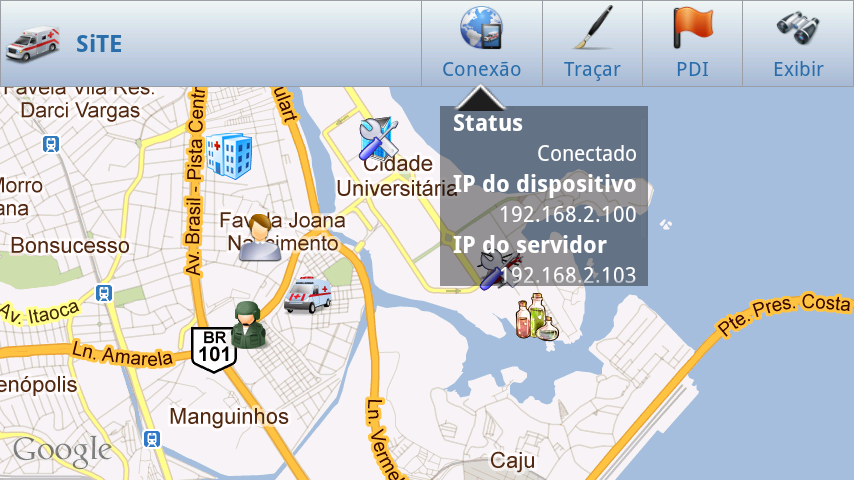 SiTE
Conexão
Traçar
PDI
Exibir
Favela Vila Res.
Darci Vargas
Av. Brasil - Pista Centr
ulart
Status
Conectado
IP do dispositivo
192.168.2.100
IP do servidor
192.168.2.103
Cidade
Universitária
Morro
ana
Favela Joana
Nascimento
Bonsucesso
Av. Itaoca
Ln. Amarela
BR
101
enópolis
Manguinhos
Ln. Verme
Pte. Pres. Costa
Caju
Google